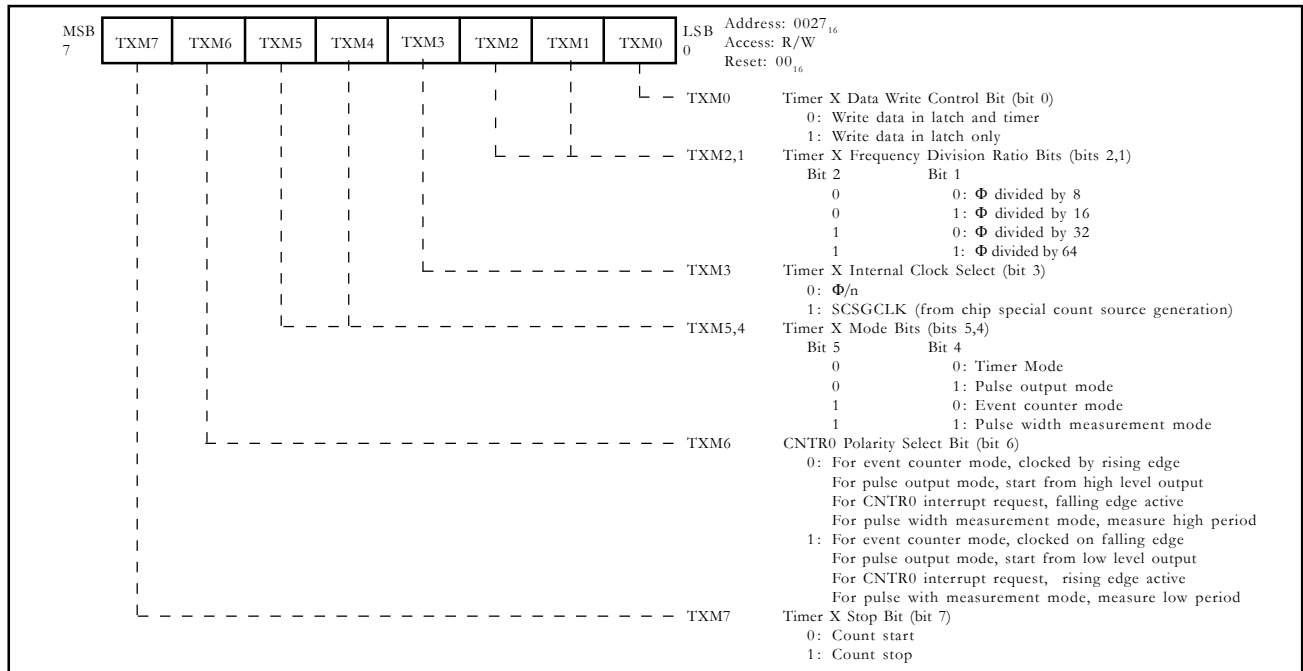 MSB
7
TXM7 TXM6 TXM5 TXM4 TXM3 TXM2 TXM1 TXM0
LSB
0
Address: 0027₁₆
Access: R/W
Reset: 00₁₆
TXM0 Timer X Data Write Control Bit (bit 0)
0: Write data in latch and timer
1: Write data in latch only
TXM2,1 Timer X Frequency Division Ratio Bits (bits 2,1)
Bit 2 Bit 1
0 0: Φ divided by 8
0 1: Φ divided by 16
1 0: Φ divided by 32
1 1: Φ divided by 64
TXM3 Timer X Internal Clock Select (bit 3)
0: Φ/n
1: SCSGCLK (from chip special count source generation)
TXM5,4 Timer X Mode Bits (bits 5,4)
Bit 5 Bit 4
0 0: Timer Mode
0 1: Pulse output mode
1 0: Event counter mode
1 1: Pulse width measurement mode
TXM6 CNTR0 Polarity Select Bit (bit 6)
0: For event counter mode, clocked by rising edge
For pulse output mode, start from high level output
For CNTR0 interrupt request, falling edge active
For pulse width measurement mode, measure high period
1: For event counter mode, clocked on falling edge
For pulse output mode, start from low level output
For CNTR0 interrupt request, rising edge active
For pulse with measurement mode, measure low period
TXM7 Timer X Stop Bit (bit 7)
0: Count start
1: Count stop